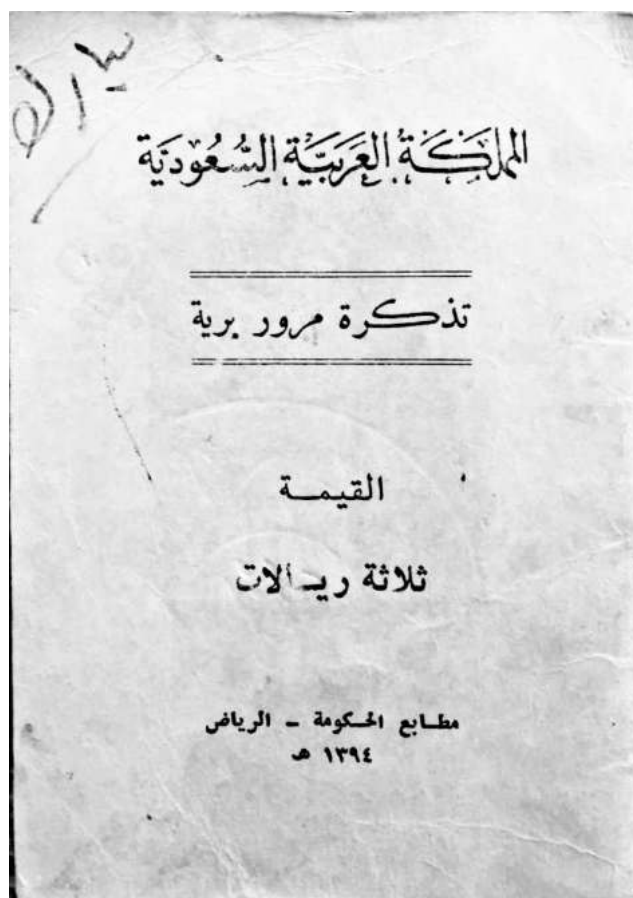 المملكة العربية السعودية
تذكرة مرور برية
القيمة
ثلاثة ريالات
مطابع الحكومة - الرياض
١٣٩٤ هـ